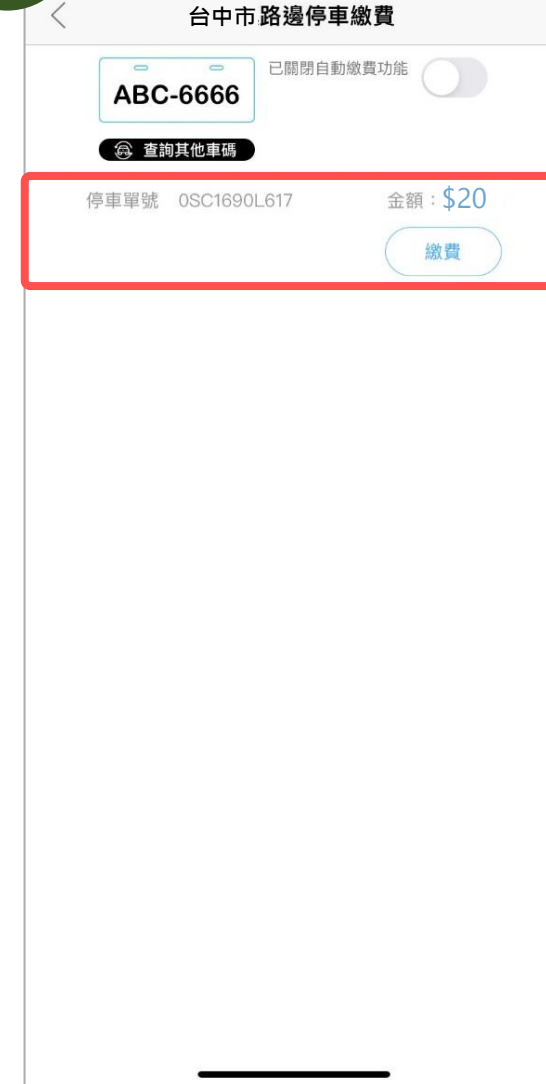 台中市路邊停車繳費
ABC-6666
已關閉自動繳費功能
查詢其他車碼
停車單號 0SC1690L617 金額：$20
繳費